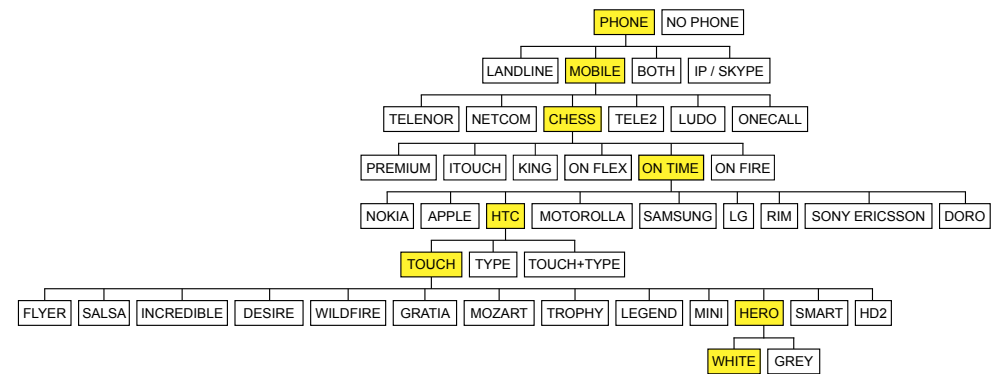 PHONE NO PHONE
LANDLINE MOBILE BOTH IP / SKYPE
TELENOR NETCOM CHESS TELE2 LUDO ONECALL
PREMIUM ITOUCH KING ON FLEX ON TIME ON FIRE
NOKIA APPLE HTC MOTOROLLA SAMSUNG LG RIM SONY ERICSSON DORO
TOUCH TYPE TOUCH+TYPE
FLYER SALSA INCREDIBLE DESIRE WILDFIRE GRATIA MOZART TROPHY LEGEND MINI HERO SMART HD2
WHITE GREY